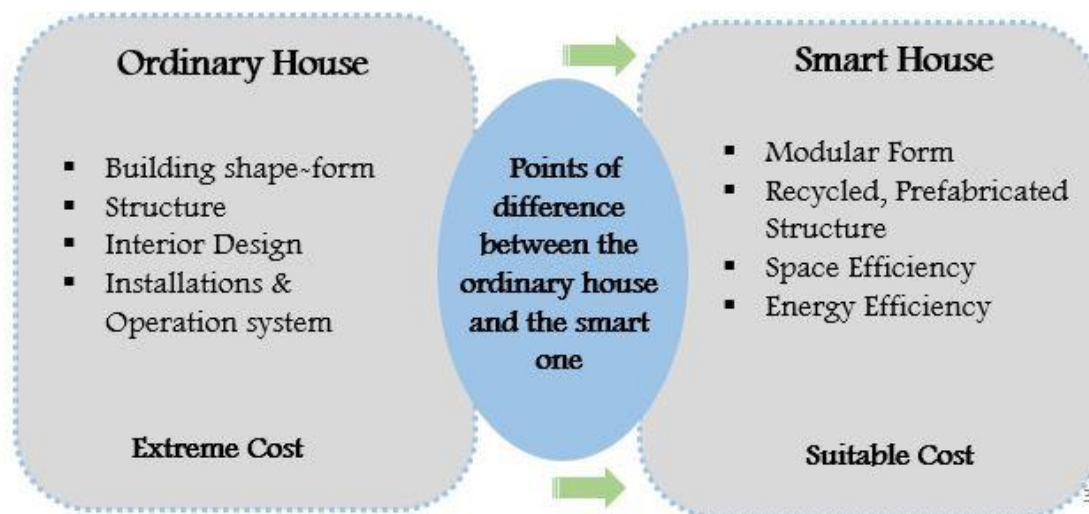 Ordinary House
▪ Building shape-form
▪ Structure
▪ Interior Design
▪ Installations &
Operation system
Extreme Cost
Points of
difference
between the
ordinary house
and the smart
one
Smart House
▪ Modular Form
▪ Recycled, Prefabricated
Structure
▪ Space Efficiency
▪ Energy Efficiency
Suitable Cost